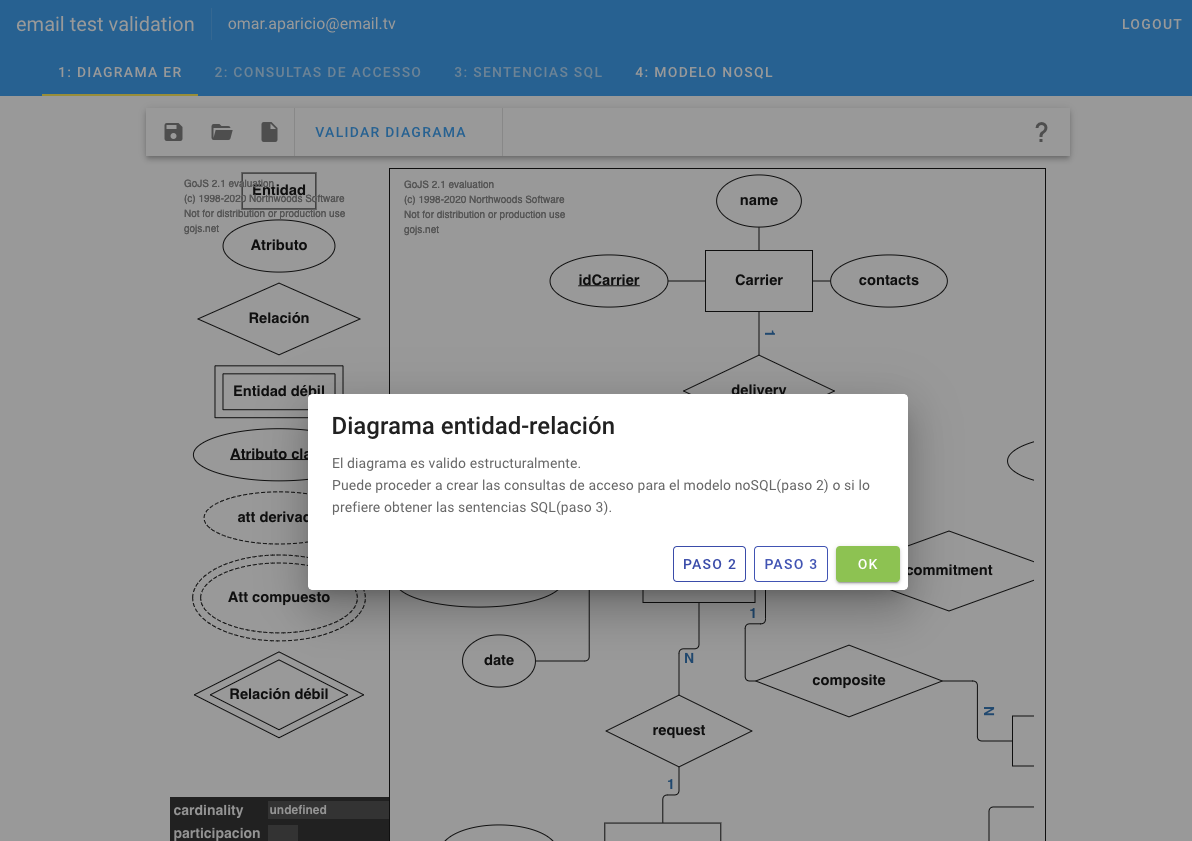 email test validation
omar.aparicio@email.tv
LOGOUT
1: DIAGRAMA ER
2: CONSULTAS DE ACCESSO
3: SENTENCIAS SQL
4: MODELO NOSQL
VALIDAR DIAGRAMA
?
GoJS 2.1 evaluation
(c) 1998-2020 Northwoods Software
Not for distribution or production use
gojs.net
Entidad
Atributo
Relación
Entidad débil
Atributo cla
att derivad
Att compuesto
Relación débil
cardinality
undefined
participacion
GoJS 2.1 evaluation
(c) 1998-2020 Northwoods Software
Not for distribution or production use
gojs.net
name
idCarrier
Carrier
contacts
1
delivery
Diagrama entidad-relación
El diagrama es valido estructuralmente.
Puede proceder a crear las consultas de acceso para el modelo noSQL(paso 2) o si lo
prefiere obtener las sentencias SQL(paso 3).
PASO 2
PASO 3
OK
commitment
1
date
N
composite
N
request
1